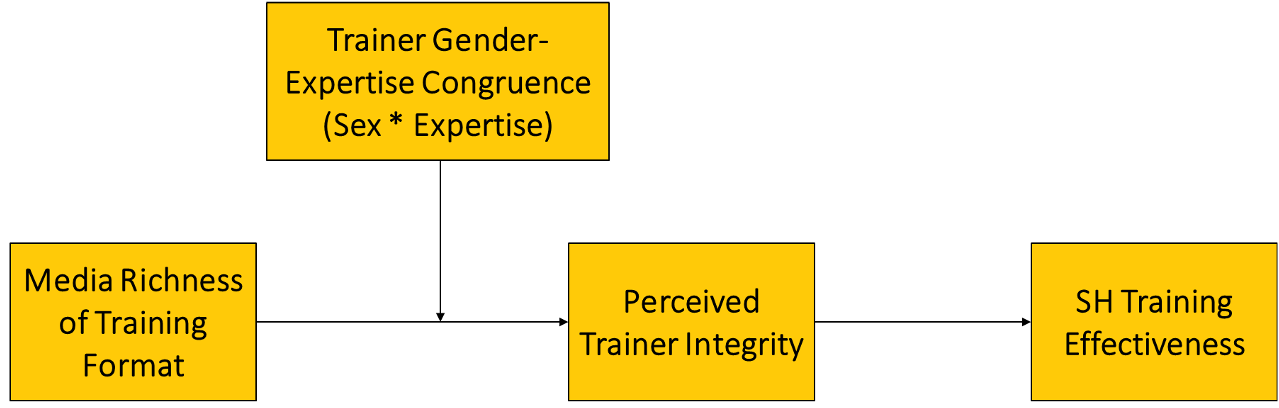 Trainer Gender-
Expertise Congruence
(Sex * Expertise)
Media Richness
of Training
Format
Perceived
Trainer Integrity
SH Training
Effectiveness